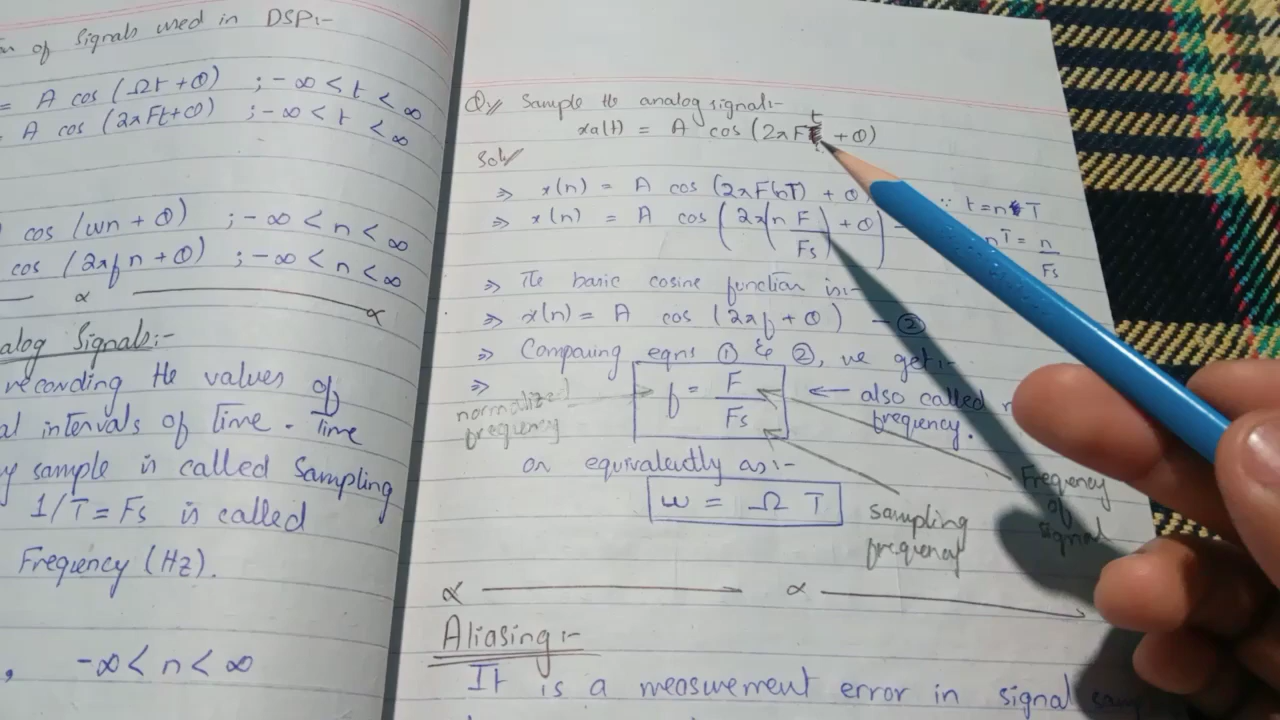 of Signals used in DSP:-
= A cos (Ωt + Φ) ; -∞ < t < ∞
A cos (2πFt + Φ) ; -∞ < t < ∞
cos (ωn + Φ) ; -∞ < n < ∞
cos (2πfn + Φ) ; -∞ < n < ∞
alog Signals:-
recording the values of
al intervals of Time. Time
y sample is called Sampling
1/T = Fs is called
Frequency (Hz).
, -∞ < n < ∞
Q// Sample the analog signal:-
xa(t) = A cos (2πFt + Φ)
Sol//
⇒ x(n) = A cos (2πF(nT) + Φ) ∵ t = nT
⇒ x(n) = A cos (2π(n F/Fs) + Φ) - nT = n/Fs
⇒ The basic cosine function is:-
⇒ x(n) = A cos (2πf + Φ) - ②
⇒ Comparing eqns ① & ②, we get:-
⇒ f = F/Fs ← also called
frequency.
normalized
frequency
or equivalently as:-
ω = Ω T
sampling
frequency
Frequency
of
signal
Aliasing:-
It is a measurement error in signal